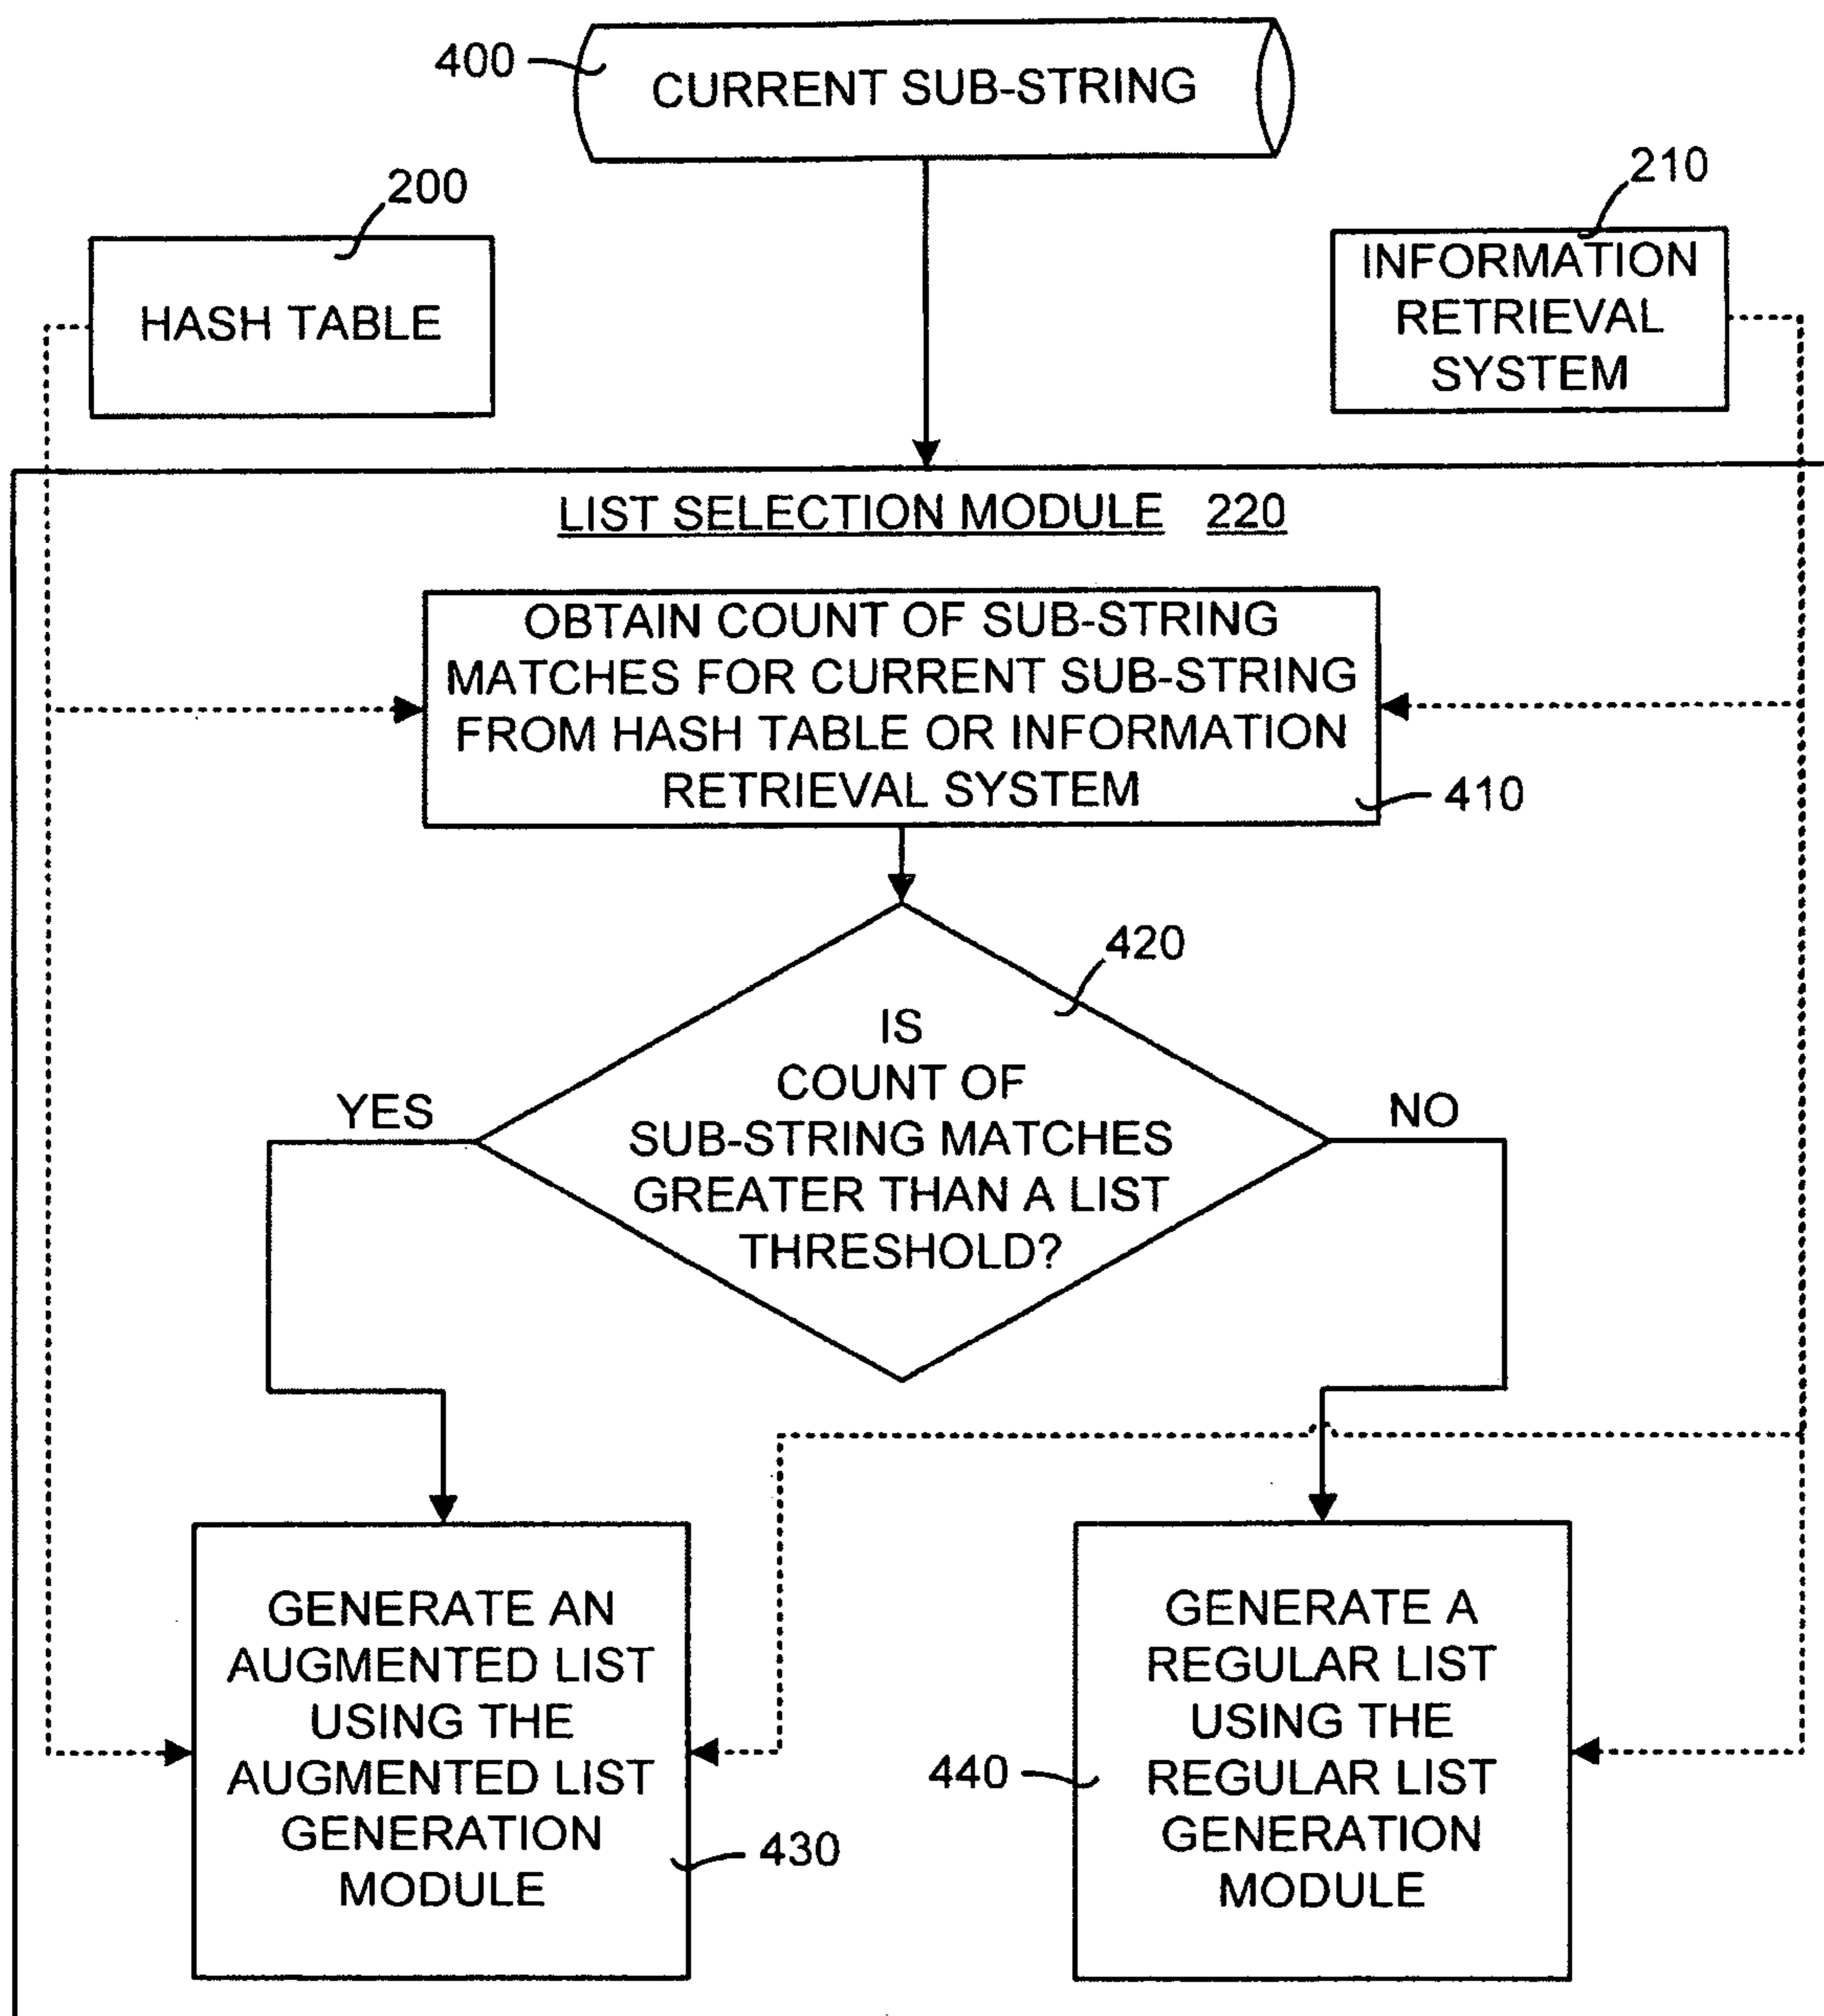 400
CURRENT SUB-STRING
200
210
HASH TABLE
INFORMATION
RETRIEVAL
SYSTEM
LIST SELECTION MODULE 220
OBTAIN COUNT OF SUB-STRING
MATCHES FOR CURRENT SUB-STRING
FROM HASH TABLE OR INFORMATION
RETRIEVAL SYSTEM
410
420
IS
COUNT OF
SUB-STRING MATCHES
GREATER THAN A LIST
THRESHOLD?
YES
NO
GENERATE AN
AUGMENTED LIST
USING THE
AUGMENTED LIST
GENERATION
MODULE
430
GENERATE A
REGULAR LIST
USING THE
REGULAR LIST
GENERATION
MODULE
440